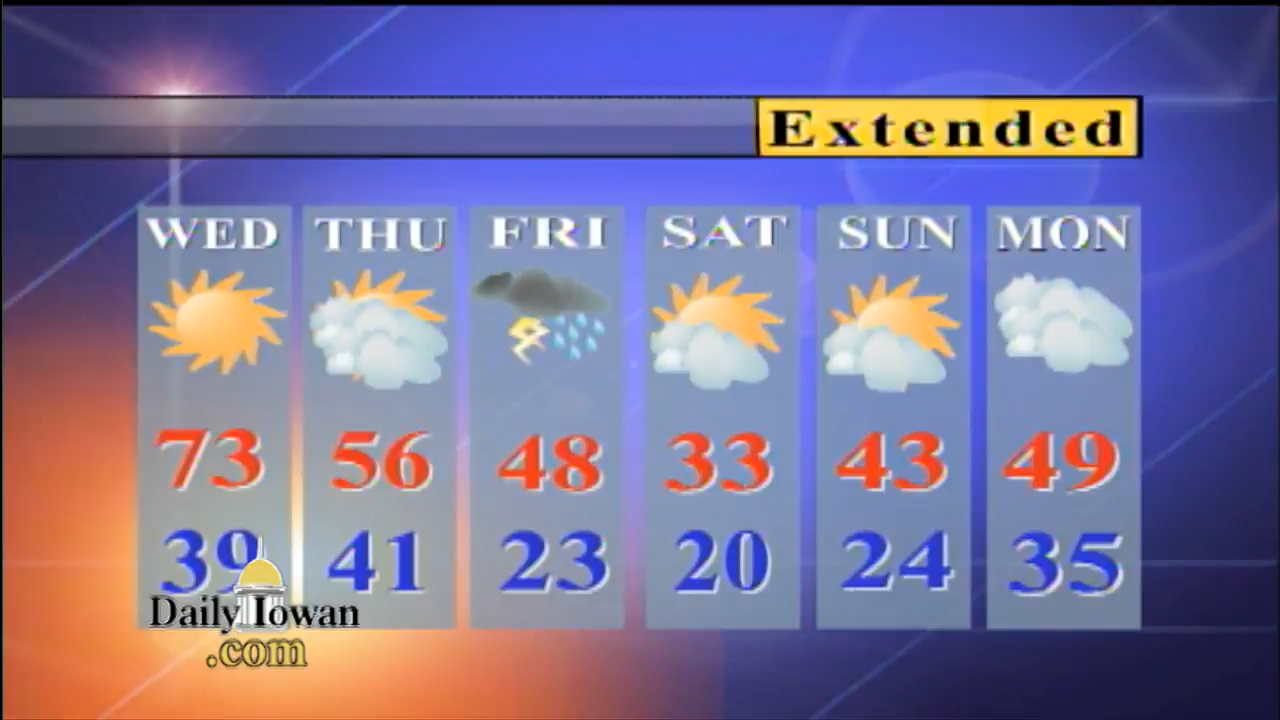 Extended
WED THU FRI SAT SUN MON
73 56 48 33 43 49
39 41 23 20 24 35
Daily Iowan
.com